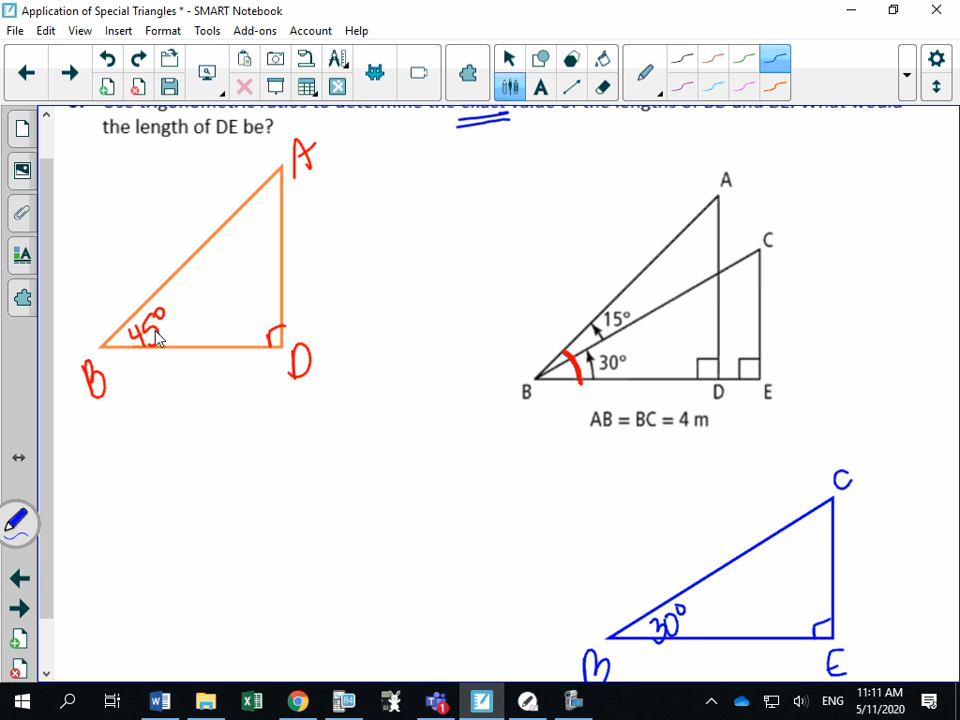 Application of Special Triangles * - SMART Notebook
File Edit View Insert Format Tools Add-ons Account Help
the length of DE be?
A
A
C
45°
15°
30°
B
D
B
D
E
AB = BC = 4 m
C
30°
B
E
ENG
11:11 AM
5/11/2020